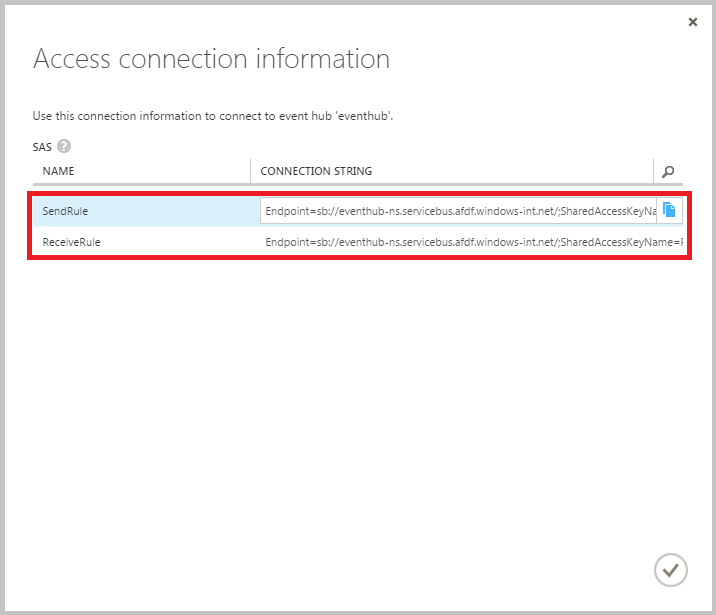 Access connection information
Use this connection information to connect to event hub 'eventhub'.
SAS ?
NAME CONNECTION STRING
SendRule Endpoint=sb://eventhub-ns.servicebus.afdf.windows-int.net/;SharedAccessKeyNa
ReceiveRule Endpoint=sb://eventhub-ns.servicebus.afdf.windows-int.net/;SharedAccessKeyName=